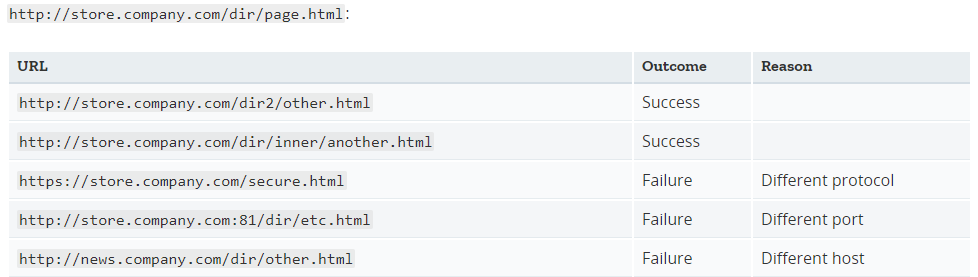 http://store.company.com/dir/page.html:
URL Outcome Reason
http://store.company.com/dir2/other.html Success
http://store.company.com/dir/inner/another.html Success
https://store.company.com/secure.html Failure Different protocol
http://store.company.com:81/dir/etc.html Failure Different port
http://news.company.com/dir/other.html Failure Different host